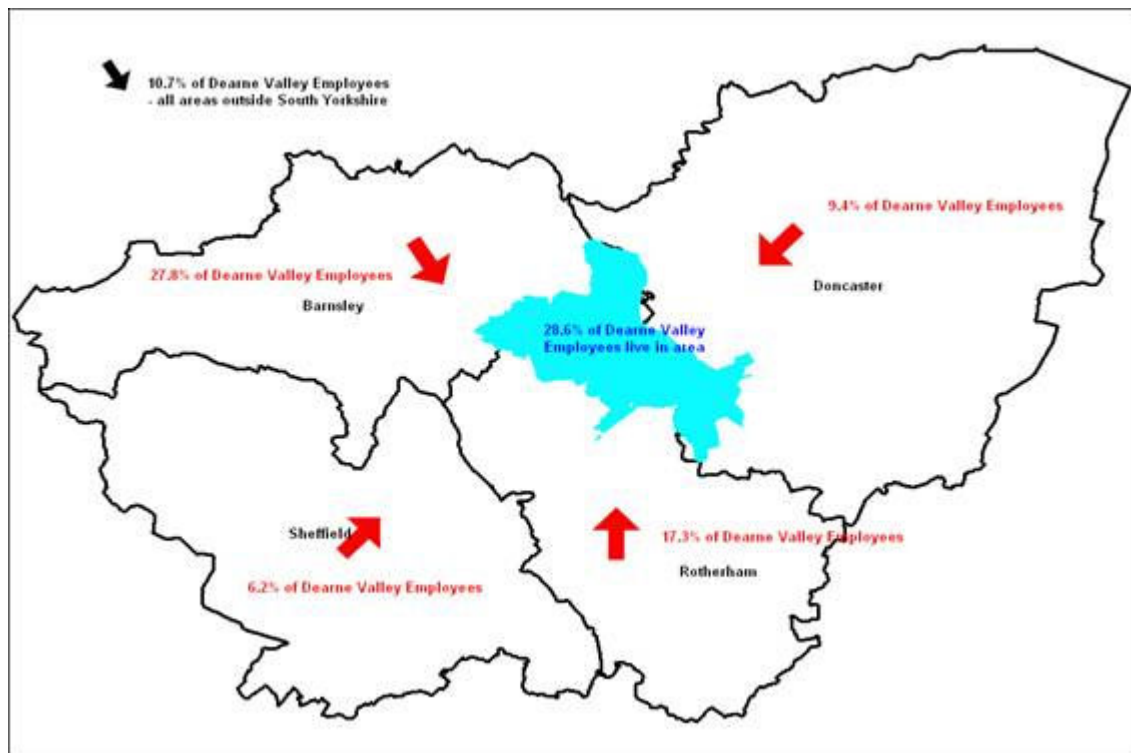 10.7% of Dearne Valley Employees
- all areas outside South Yorkshire
9.4% of Dearne Valley Employees
27.8% of Dearne Valley Employees
Barnsley
Doncaster
28.6% of Dearne Valley
Employees live in area
Sheffield
17.3% of Dearne Valley Employees
Rotherham
6.2% of Dearne Valley Employees